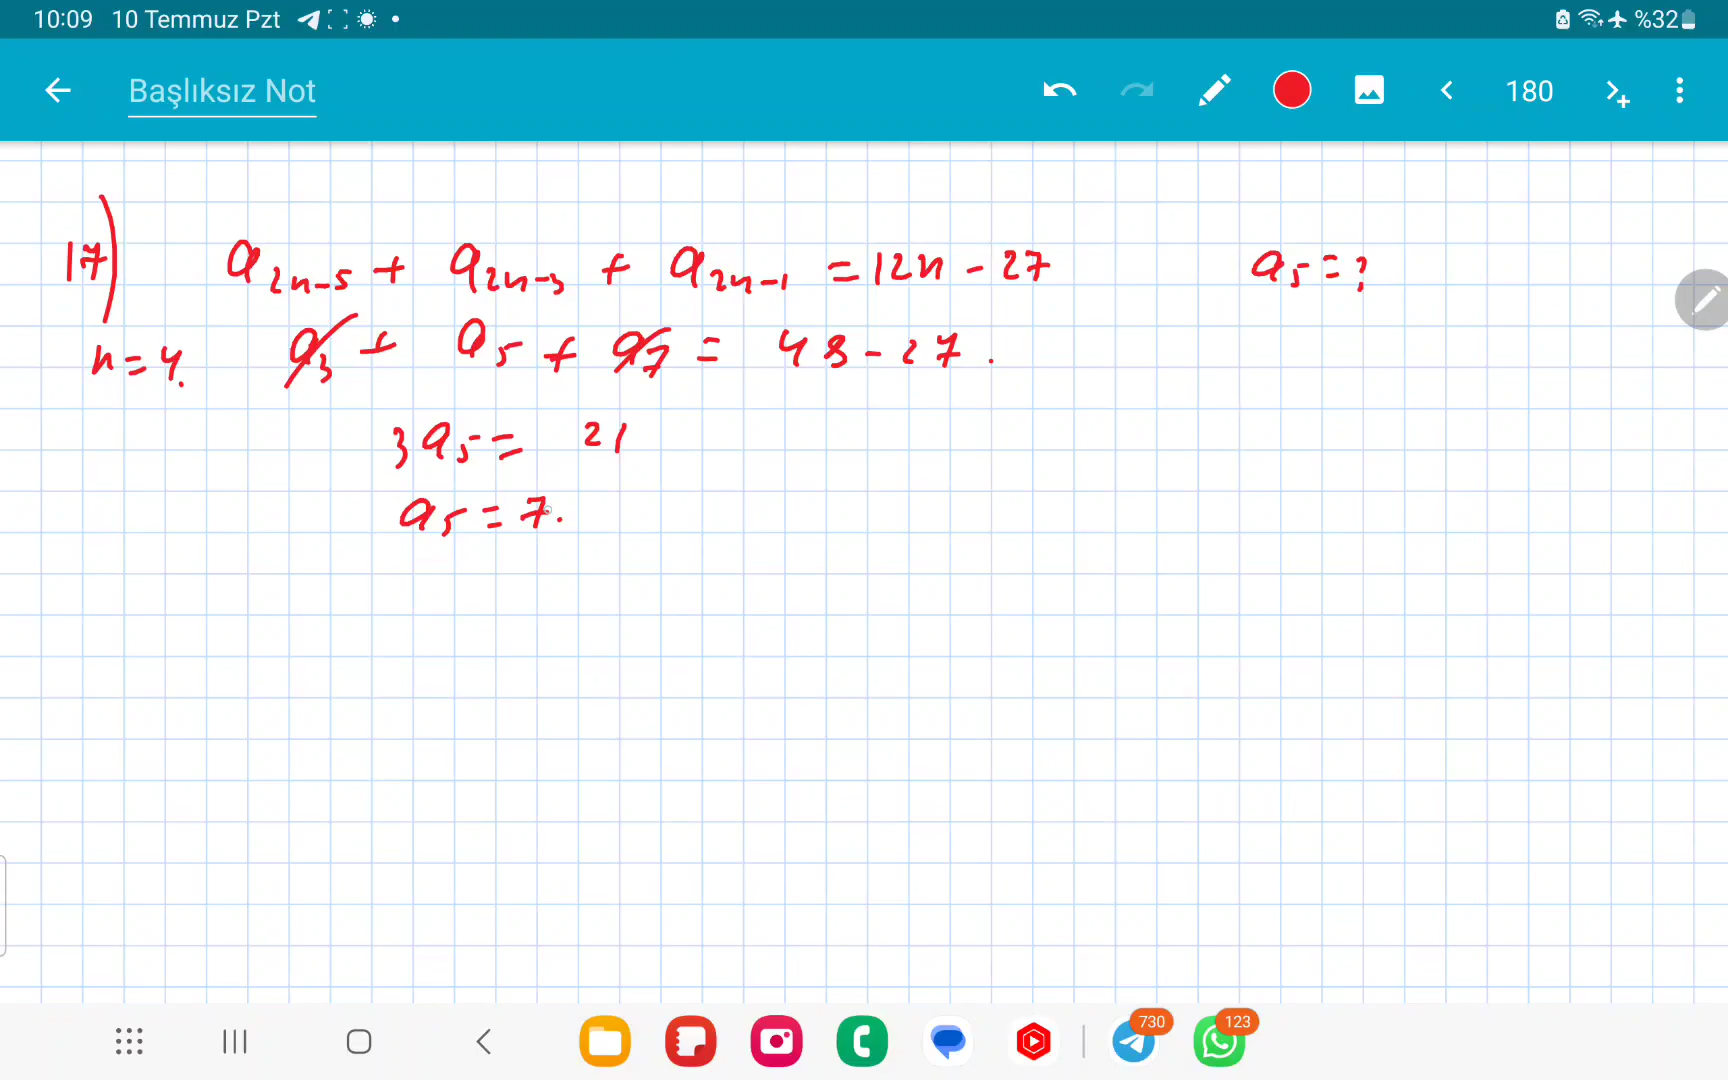 10:09 10 Temmuz Pzt %32
Başlıksız Not 180
17) a₂ₙ₋₅ + a₂ₙ₋₃ + a₂ₙ₋₁ = 12n - 27 a₅ = ?
n = 4. a₃ + a₅ + a₇ = 48 - 27.
3a₅ = 21
a₅ = 7.
730 123